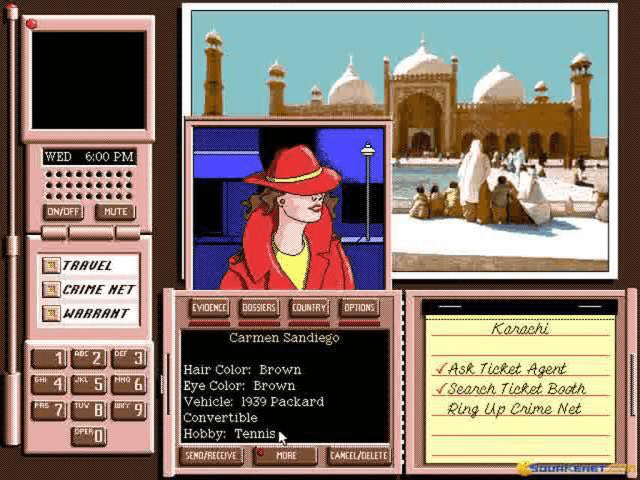 WED 6:00 PM
ON/OFF
MUTE
TRAVEL
CRIME NET
WARRANT
1
ABC 2
DEF 3
GHI 4
JKL 5
MNO 6
PRS 7
TUV 8
WXY 9
OPER 0
EVIDENCE
DOSSIERS
COUNTRY
OPTIONS
Carmen Sandiego
Hair Color: Brown
Eye Color: Brown
Vehicle: 1939 Packard
Convertible
Hobby: Tennis
SEND/RECEIVE
MORE
CANCEL/DELETE
Karachi
✓Ask Ticket Agent
✓Search Ticket Booth
Ring Up Crime Net
SQUAKENET.COM